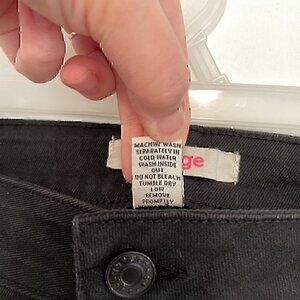 MACHINE WASH
SEPARATELY IN
COLD WATER
WASH INSIDE
OUT
DO NOT BLEACH
TUMBLE DRY
LOW
REMOVE
PROMPTLY
ge